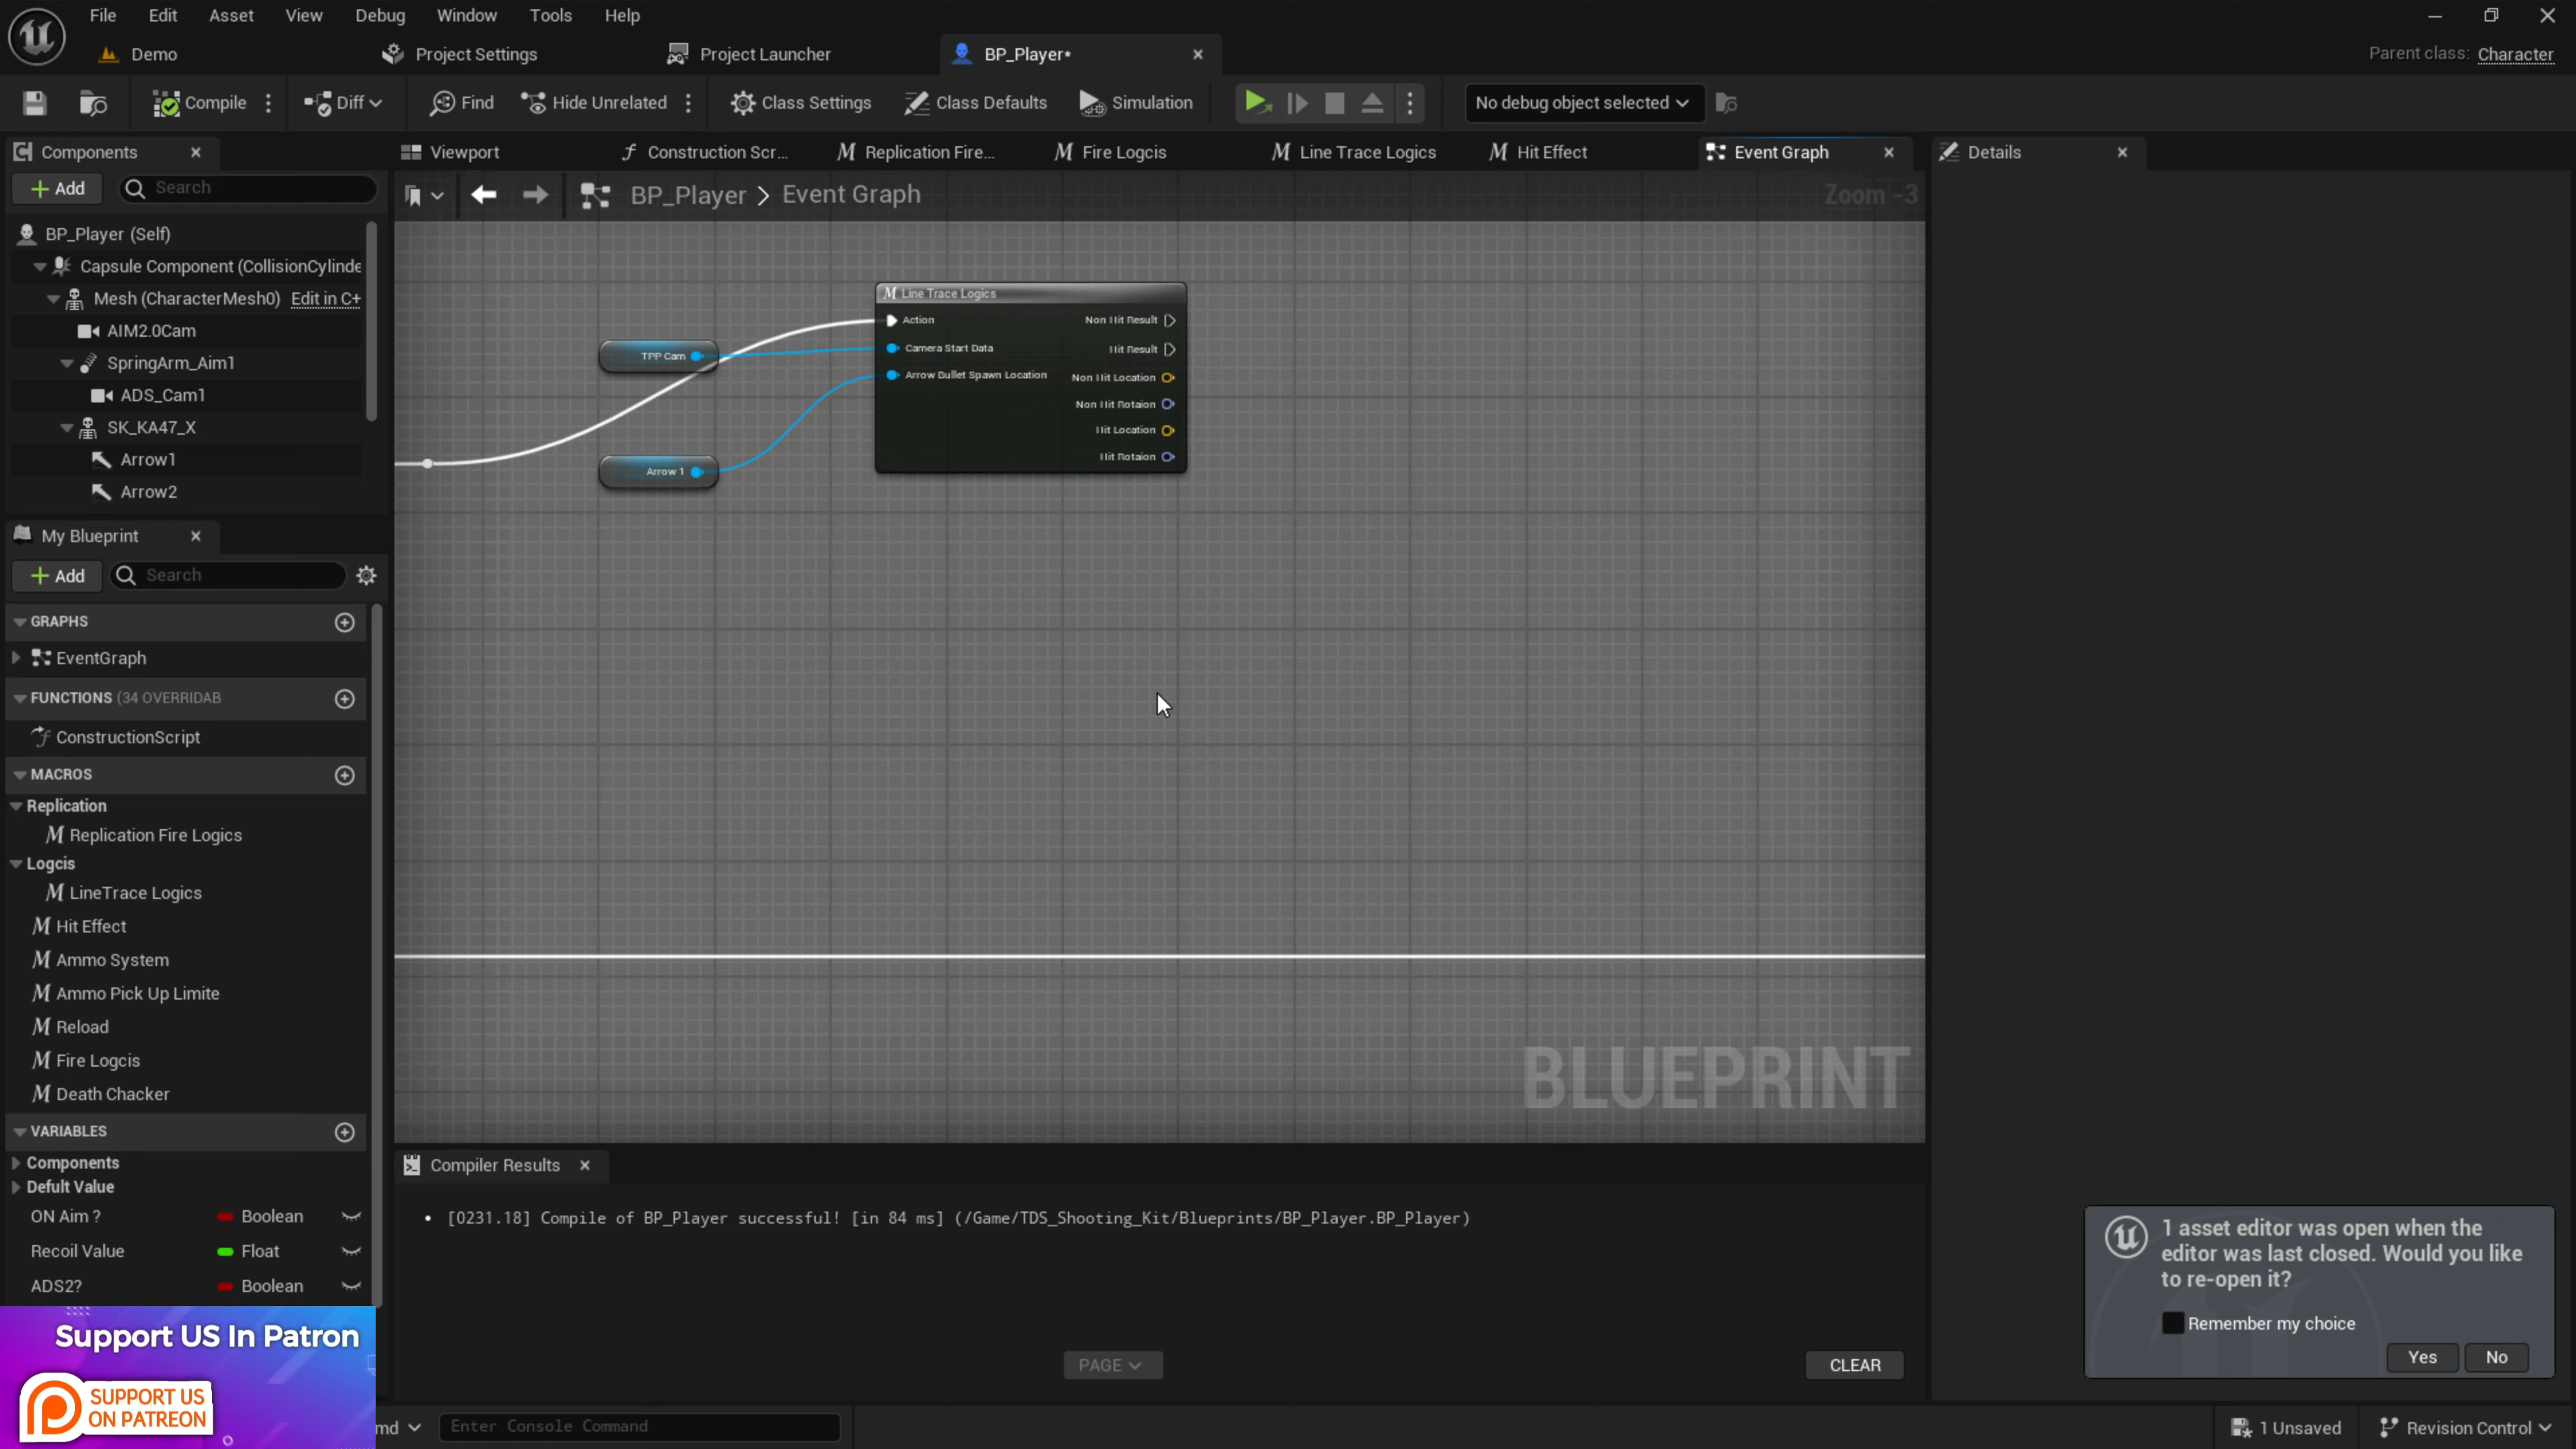 File Edit Asset View Debug Window Tools Help
Demo Project Settings Project Launcher BP_Player*
Parent class: Character
Compile Diff Find Hide Unrelated Class Settings Class Defaults Simulation No debug object selected
Components
Viewport Construction Scr... Replication Fire... Fire Logcis Line Trace Logics Hit Effect Event Graph Details
Add Search
BP_Player > Event Graph
Zoom -3
BP_Player (Self)
Capsule Component (CollisionCylinde
Mesh (CharacterMesh0) Edit in C+
AIM2.0Cam
SpringArm_Aim1
ADS_Cam1
SK_KA47_X
Arrow1
Arrow2
Line Trace Logics
Action
Camera Start Data
Arrow Bullet Spawn Location
Non Hit Result
Hit Result
Non Hit Location
Non Hit Rotaion
Hit Location
Hit Rotaion
TPP Cam
Arrow 1
My Blueprint
Add Search
GRAPHS
EventGraph
FUNCTIONS (34 OVERRIDAB
ConstructionScript
MACROS
Replication
Replication Fire Logics
Logcis
LineTrace Logics
Hit Effect
Ammo System
Ammo Pick Up Limite
Reload
Fire Logcis
Death Chacker
VARIABLES
Components
Defult Value
ON Aim ? Boolean
Recoil Value Float
ADS2? Boolean
BLUEPRINT
Compiler Results
[0231.18] Compile of BP_Player successful! [in 84 ms] (/Game/TDS_Shooting_Kit/Blueprints/BP_Player.BP_Player)
PAGE
CLEAR
1 asset editor was open when the
editor was last closed. Would you like
to re-open it?
Remember my choice
Yes No
Support US In Patron
SUPPORT US
ON PATREON
md
Enter Console Command
1 Unsaved
Revision Control